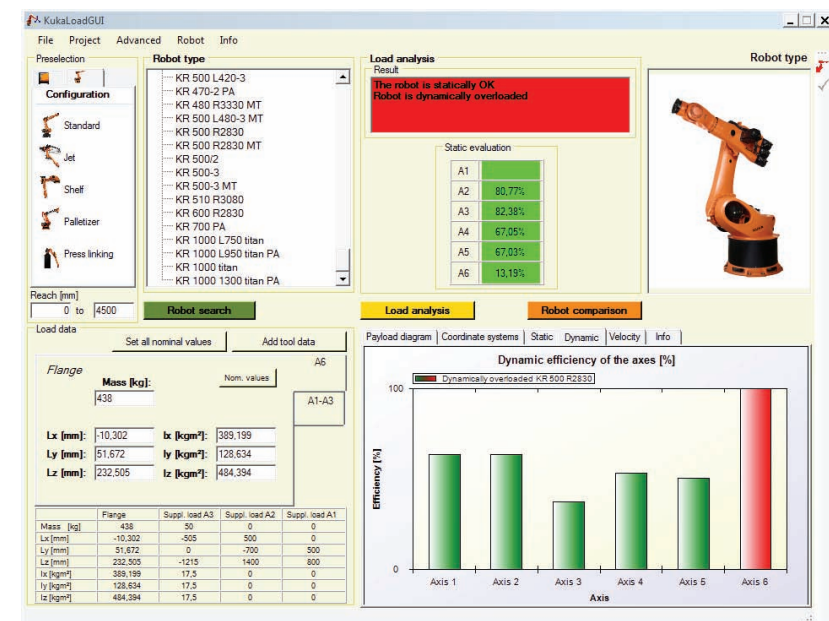 KukaLoadGUI
File Project Advanced Robot Info
Preselection
Configuration
Standard
Jet
Shelf
Palletizer
Press linking
Reach [mm]
0 to 4500
Robot type
KR 500 L420-3
KR 470-2 PA
KR 480 R3330 MT
KR 500 L480-3 MT
KR 500 R2830
KR 500 R2830 MT
KR 500/2
KR 500-3
KR 500-3 MT
KR 510 R3080
KR 600 R2830
KR 700 PA
KR 1000 L750 titan
KR 1000 L950 titan PA
KR 1000 titan
KR 1000 1300 titan PA
Robot search
Load analysis
Result
The robot is statically OK
Robot is dynamically overloaded
Static evaluation
A1
A2 80,77%
A3 82,38%
A4 67,05%
A5 67,03%
A6 13,19%
Load analysis
Robot comparison
Robot type
Load data
Set all nominal values Add tool data
Flange
Mass [kg]:
438
Nom. values
A6
A1-A3
Lx [mm]: -10,302 Ix [kgm²]: 389,199
Ly [mm]: 51,672 Iy [kgm²]: 128,634
Lz [mm]: 232,505 Iz [kgm²]: 484,394
Flange Suppl. load A3 Suppl. load A2 Suppl. load A1
Mass [kg] 438 50 0 0
Lx [mm] -10,302 -505 500 0
Ly [mm] 51,672 0 -700 500
Lz [mm] 232,505 -1215 1400 800
Ix [kgm²] 389,199 17,5 0 0
Iy [kgm²] 128,634 17,5 0 0
Iz [kgm²] 484,394 17,5 0 0
Payload diagram Coordinate systems Static Dynamic Velocity Info
Dynamic efficiency of the axes [%]
Dynamically overloaded KR 500 R2830
100
Efficiency [%]
0
Axis 1 Axis 2 Axis 3 Axis 4 Axis 5 Axis 6
Axis